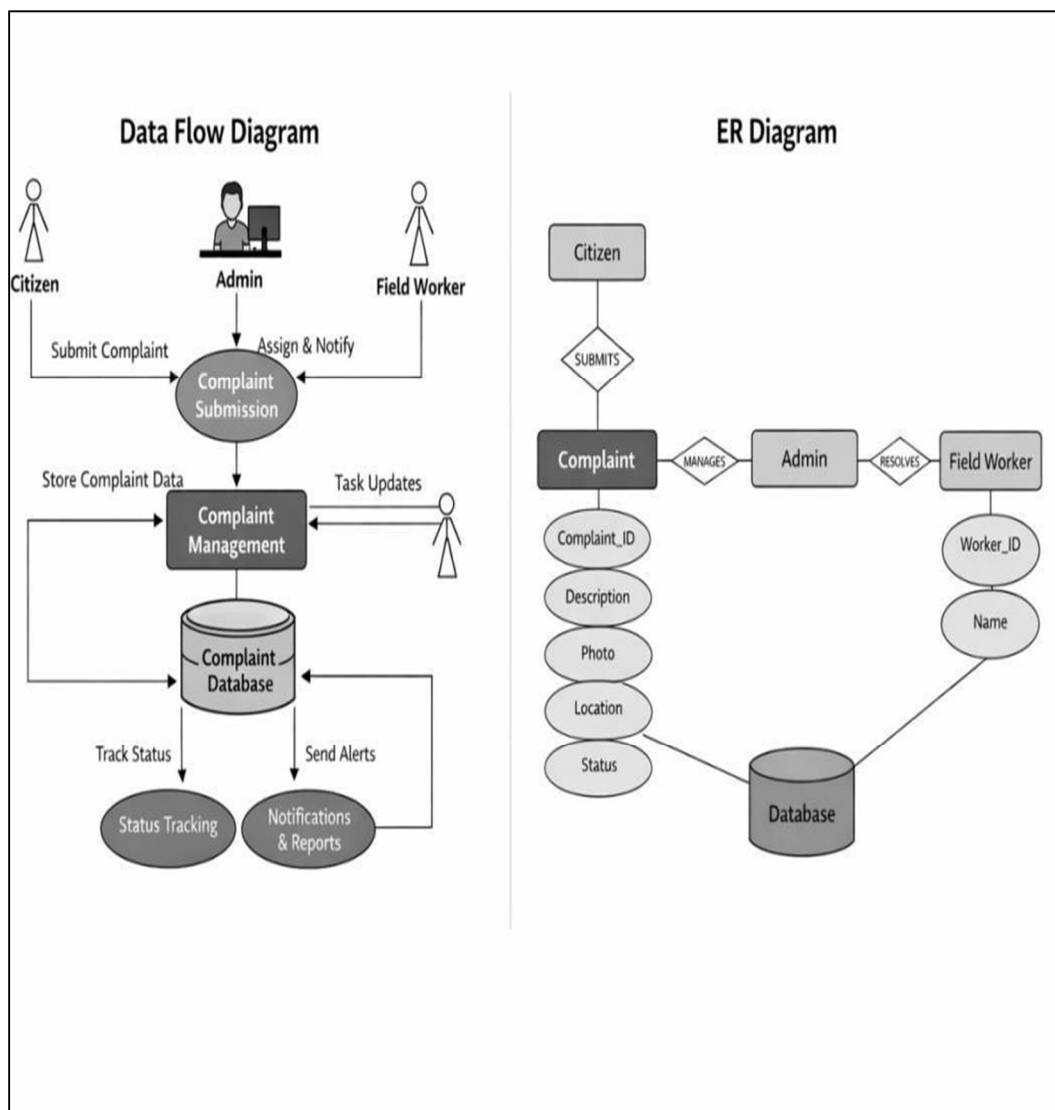 Data Flow Diagram
Citizen
Admin
Field Worker
Submit Complaint
Assign & Notify
Complaint
Submission
Store Complaint Data
Task Updates
Complaint
Management
Complaint
Database
Track Status
Send Alerts
Status Tracking
Notifications
& Reports
ER Diagram
Citizen
SUBMITS
Complaint
MANAGES
Admin
RESOLVES
Field Worker
Complaint_ID
Description
Photo
Location
Status
Worker_ID
Name
Database